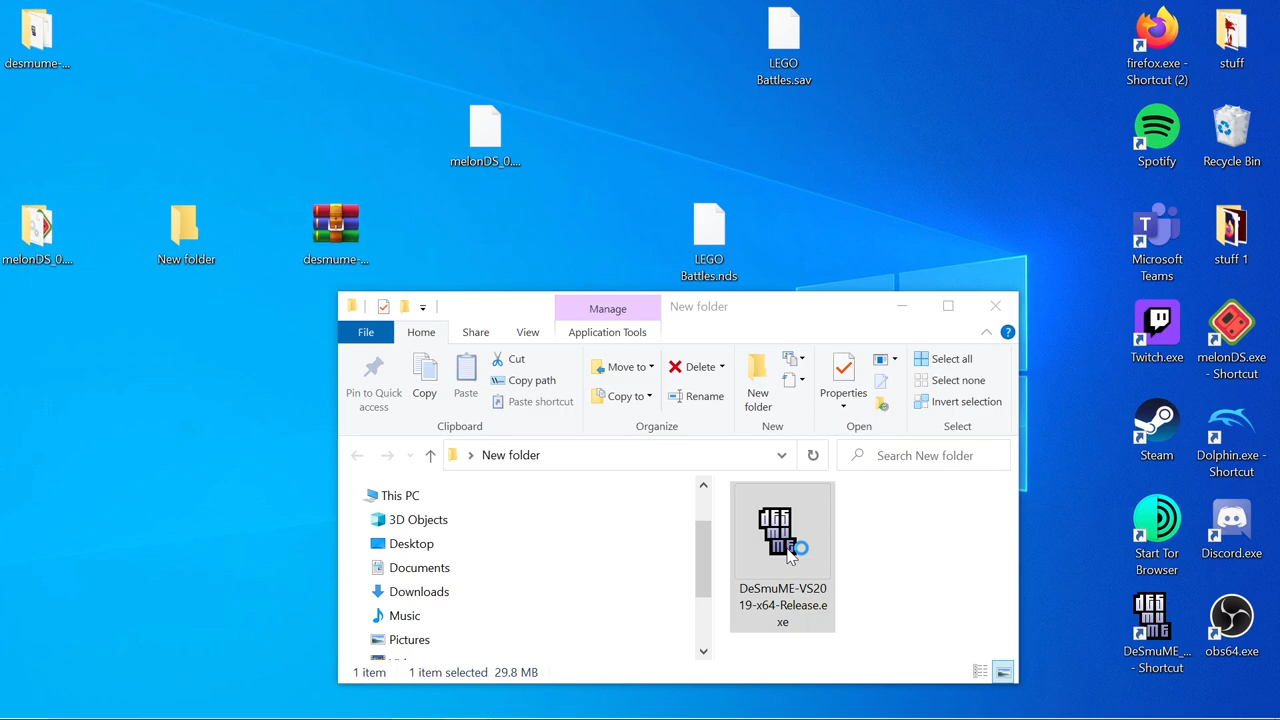 desmume-...
LEGO
Battles.sav
firefox.exe -
Shortcut (2)
stuff
melonDS_0....
Spotify
Recycle Bin
melonDS_0....
New folder
desmume-...
LEGO
Battles.nds
Microsoft
Teams
stuff 1
Manage
New folder
File
Home
Share
View
Application Tools
Pin to Quick
access
Copy
Paste
Cut
Copy path
Paste shortcut
Clipboard
Move to
Copy to
Delete
Rename
Organize
New
folder
New
Properties
Open
Select all
Select none
Invert selection
Select
New folder
Search New folder
This PC
3D Objects
Desktop
Documents
Downloads
Music
Pictures
DeSmuME-VS20
19-x64-Release.e
xe
1 item
1 item selected 29.8 MB
Twitch.exe
melonDS.exe
- Shortcut
Steam
Dolphin.exe -
Shortcut
Start Tor
Browser
Discord.exe
DeSmuME_...
- Shortcut
obs64.exe